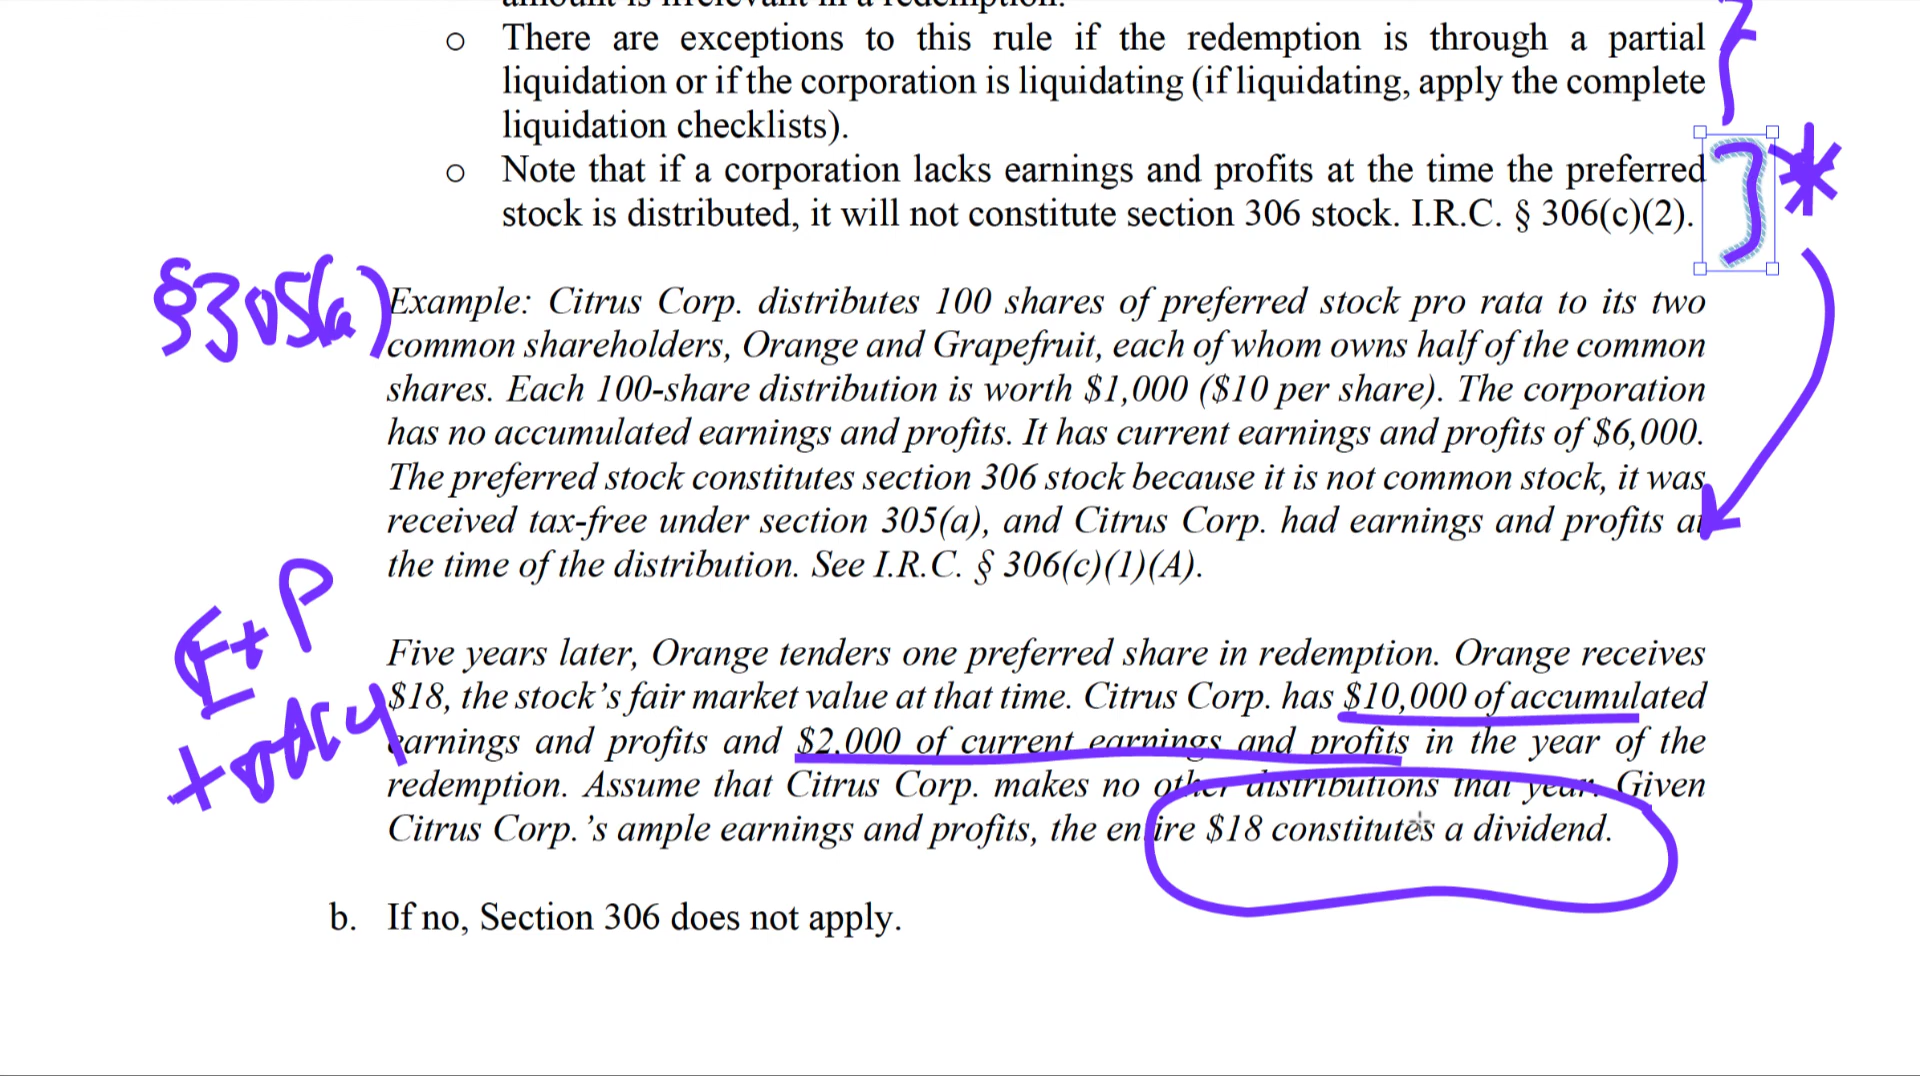 amount is irrelevant in a redemption.
o There are exceptions to this rule if the redemption is through a partial
liquidation or if the corporation is liquidating (if liquidating, apply the complete
liquidation checklists).
o Note that if a corporation lacks earnings and profits at the time the preferred
stock is distributed, it will not constitute section 306 stock. I.R.C. § 306(c)(2).
§305(a)
Example: Citrus Corp. distributes 100 shares of preferred stock pro rata to its two
common shareholders, Orange and Grapefruit, each of whom owns half of the common
shares. Each 100-share distribution is worth $1,000 ($10 per share). The corporation
has no accumulated earnings and profits. It has current earnings and profits of $6,000.
The preferred stock constitutes section 306 stock because it is not common stock, it was
received tax-free under section 305(a), and Citrus Corp. had earnings and profits at
the time of the distribution. See I.R.C. § 306(c)(1)(A).
E+P
today
Five years later, Orange tenders one preferred share in redemption. Orange receives
$18, the stock's fair market value at that time. Citrus Corp. has $10,000 of accumulated
earnings and profits and $2,000 of current earnings and profits in the year of the
redemption. Assume that Citrus Corp. makes no other distributions that year. Given
Citrus Corp.'s ample earnings and profits, the entire $18 constitutes a dividend.
b. If no, Section 306 does not apply.